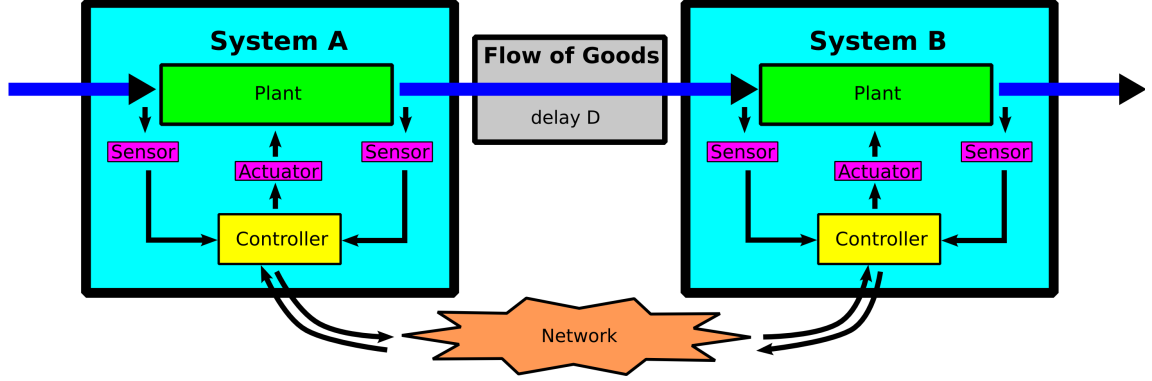 System A
Plant
Sensor
Sensor
Actuator
Controller
Flow of Goods
delay D
System B
Plant
Sensor
Sensor
Actuator
Controller
Network